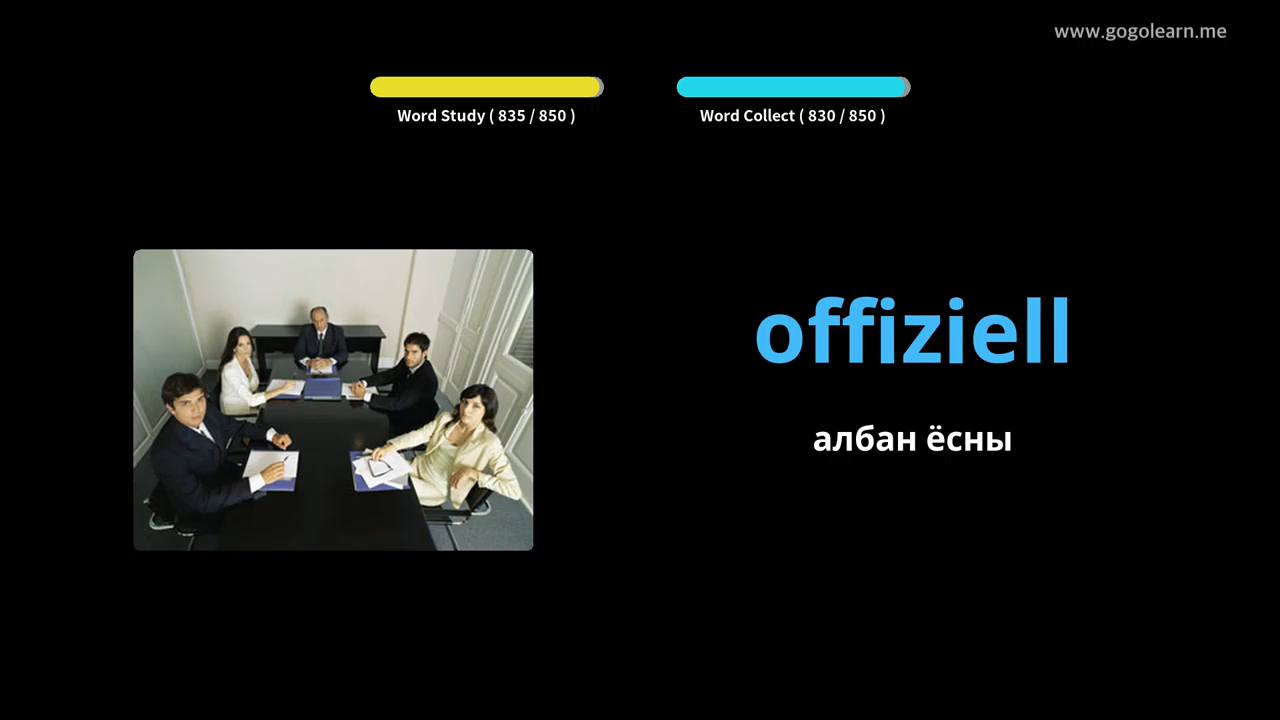 www.gogolearn.me
Word Study ( 835 / 850 )
Word Collect ( 830 / 850 )
offiziell
албан ёсны